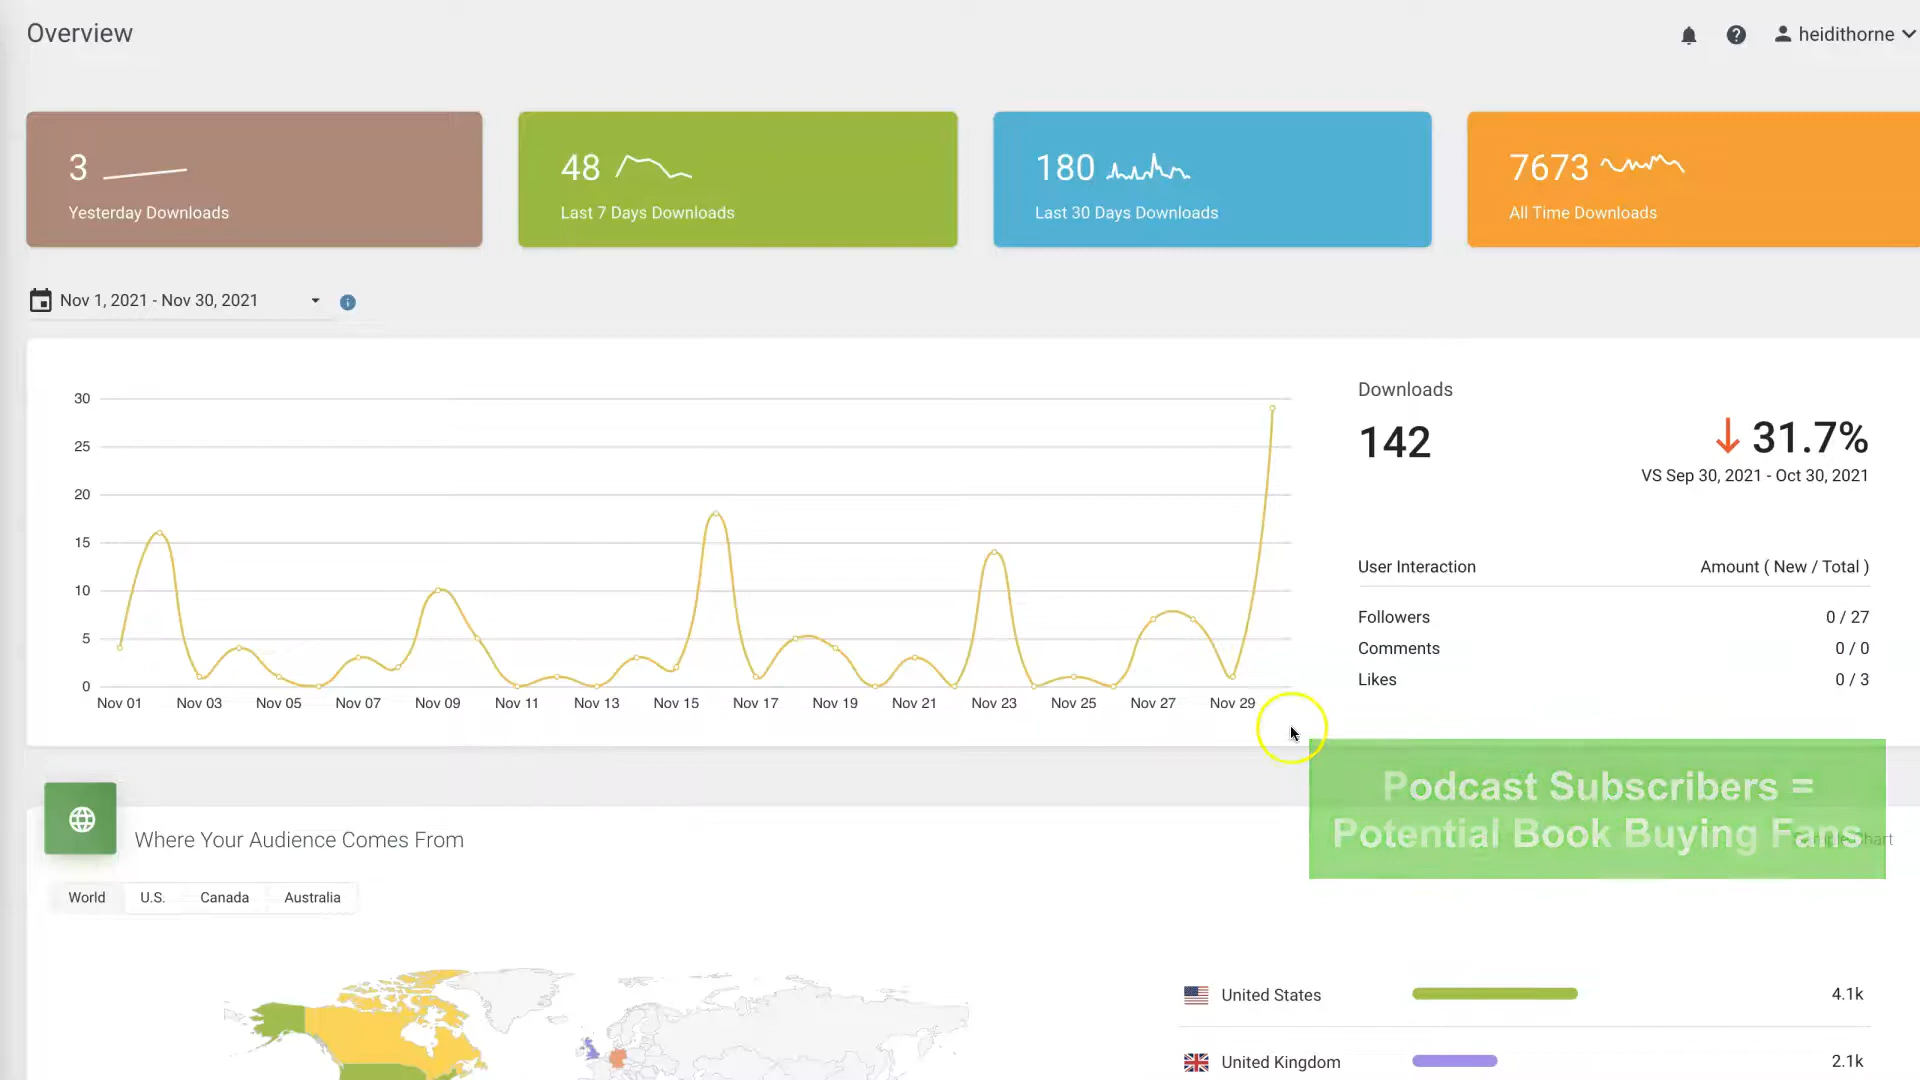 Overview
heidithorne
3
Yesterday Downloads
48
Last 7 Days Downloads
180
Last 30 Days Downloads
7673
All Time Downloads
Nov 1, 2021 - Nov 30, 2021
30
25
20
15
10
5
0
Nov 01 Nov 03 Nov 05 Nov 07 Nov 09 Nov 11 Nov 13 Nov 15 Nov 17 Nov 19 Nov 21 Nov 23 Nov 25 Nov 27 Nov 29
Downloads
142
31.7%
VS Sep 30, 2021 - Oct 30, 2021
User Interaction Amount ( New / Total )
Followers 0 / 27
Comments 0 / 0
Likes 0 / 3
Podcast Subscribers =
Potential Book Buying Fans
Where Your Audience Comes From
World U.S. Canada Australia
United States 4.1k
United Kingdom 2.1k